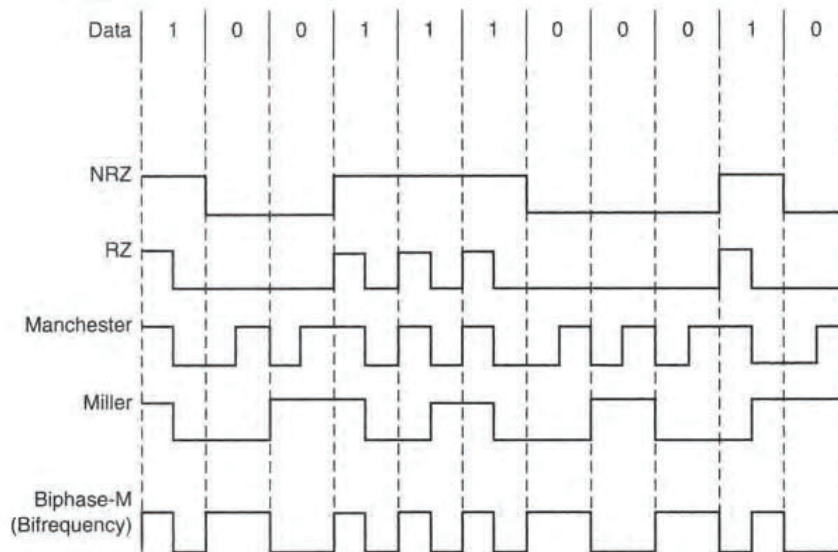 Data 1 0 0 1 1 1 0 0 0 1 0
NRZ
RZ
Manchester
Miller
Biphase-M
(Bifrequency)